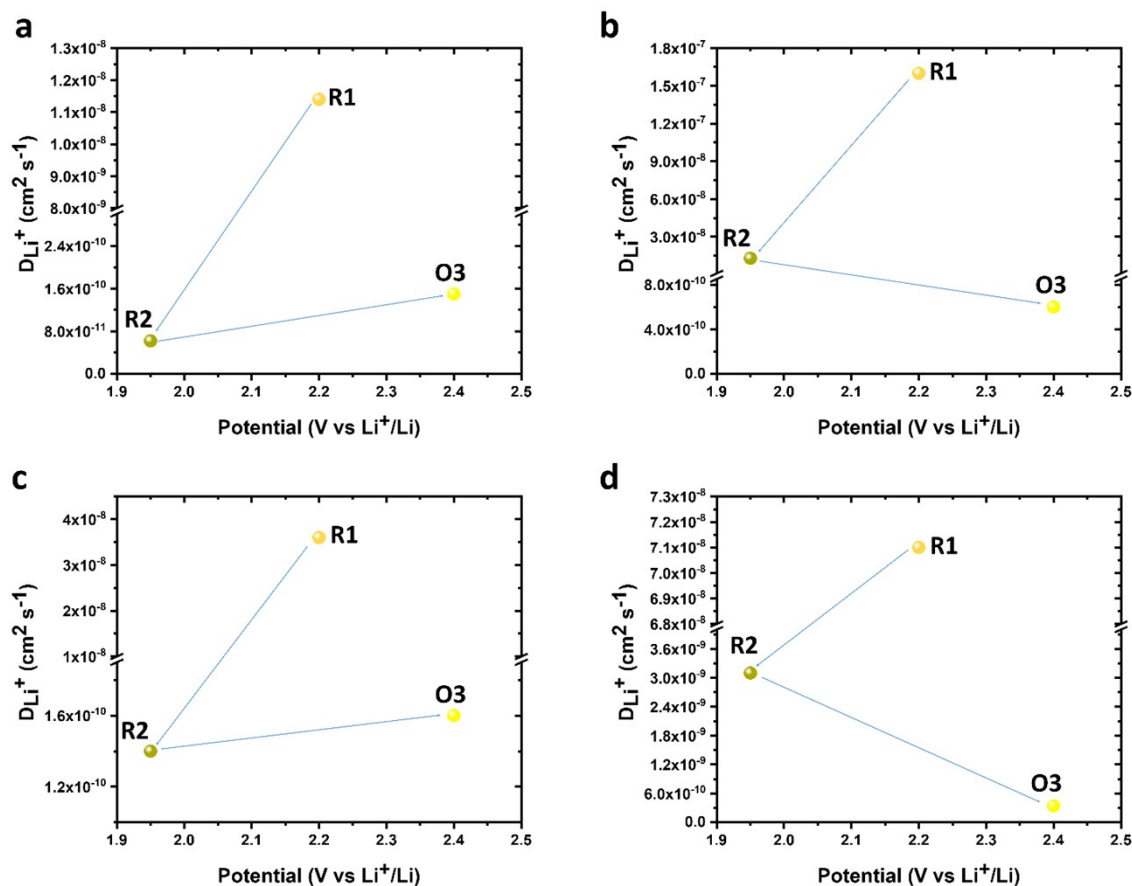 a
1.3x10⁻⁸
1.2x10⁻⁸
1.1x10⁻⁸
1.0x10⁻⁸
9.0x10⁻⁹
8.0x10⁻⁹
2.4x10⁻¹⁰
1.6x10⁻¹⁰
8.0x10⁻¹¹
0.0
D_Li⁺ (cm² s⁻¹)
R1
R2
O3
1.9 2.0 2.1 2.2 2.3 2.4 2.5
Potential (V vs Li⁺/Li)
b
1.8x10⁻⁷
1.5x10⁻⁷
1.2x10⁻⁷
9.0x10⁻⁸
6.0x10⁻⁸
3.0x10⁻⁸
8.0x10⁻¹⁰
4.0x10⁻¹⁰
0.0
D_Li⁺ (cm² s⁻¹)
R1
R2
O3
1.9 2.0 2.1 2.2 2.3 2.4 2.5
Potential (V vs Li⁺/Li)
c
4x10⁻⁸
3x10⁻⁸
2x10⁻⁸
1x10⁻⁸
1.6x10⁻¹⁰
1.2x10⁻¹⁰
D_Li⁺ (cm² s⁻¹)
R1
R2
O3
1.9 2.0 2.1 2.2 2.3 2.4 2.5
Potential (V vs Li⁺/Li)
d
7.3x10⁻⁸
7.2x10⁻⁸
7.1x10⁻⁸
7.0x10⁻⁸
6.9x10⁻⁸
6.8x10⁻⁸
3.6x10⁻⁹
3.0x10⁻⁹
2.4x10⁻⁹
1.8x10⁻⁹
1.2x10⁻⁹
6.0x10⁻¹⁰
0.0
D_Li⁺ (cm² s⁻¹)
R1
R2
O3
1.9 2.0 2.1 2.2 2.3 2.4 2.5
Potential (V vs Li⁺/Li)